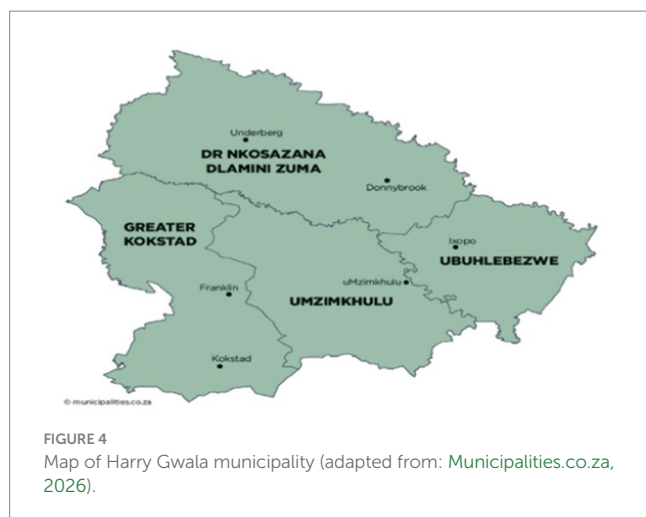 Underberg
DR NKOSAZANA
DLAMINI ZUMA
Donnybrook
GREATER
KOKSTAD
Ixopo
UBUHLEBEZWE
Franklin
uMzimkhulu
UMZIMKHULU
Kokstad
© municipalities.co.za
FIGURE 4
Map of Harry Gwala municipality (adapted from: Municipalities.co.za,
2026).